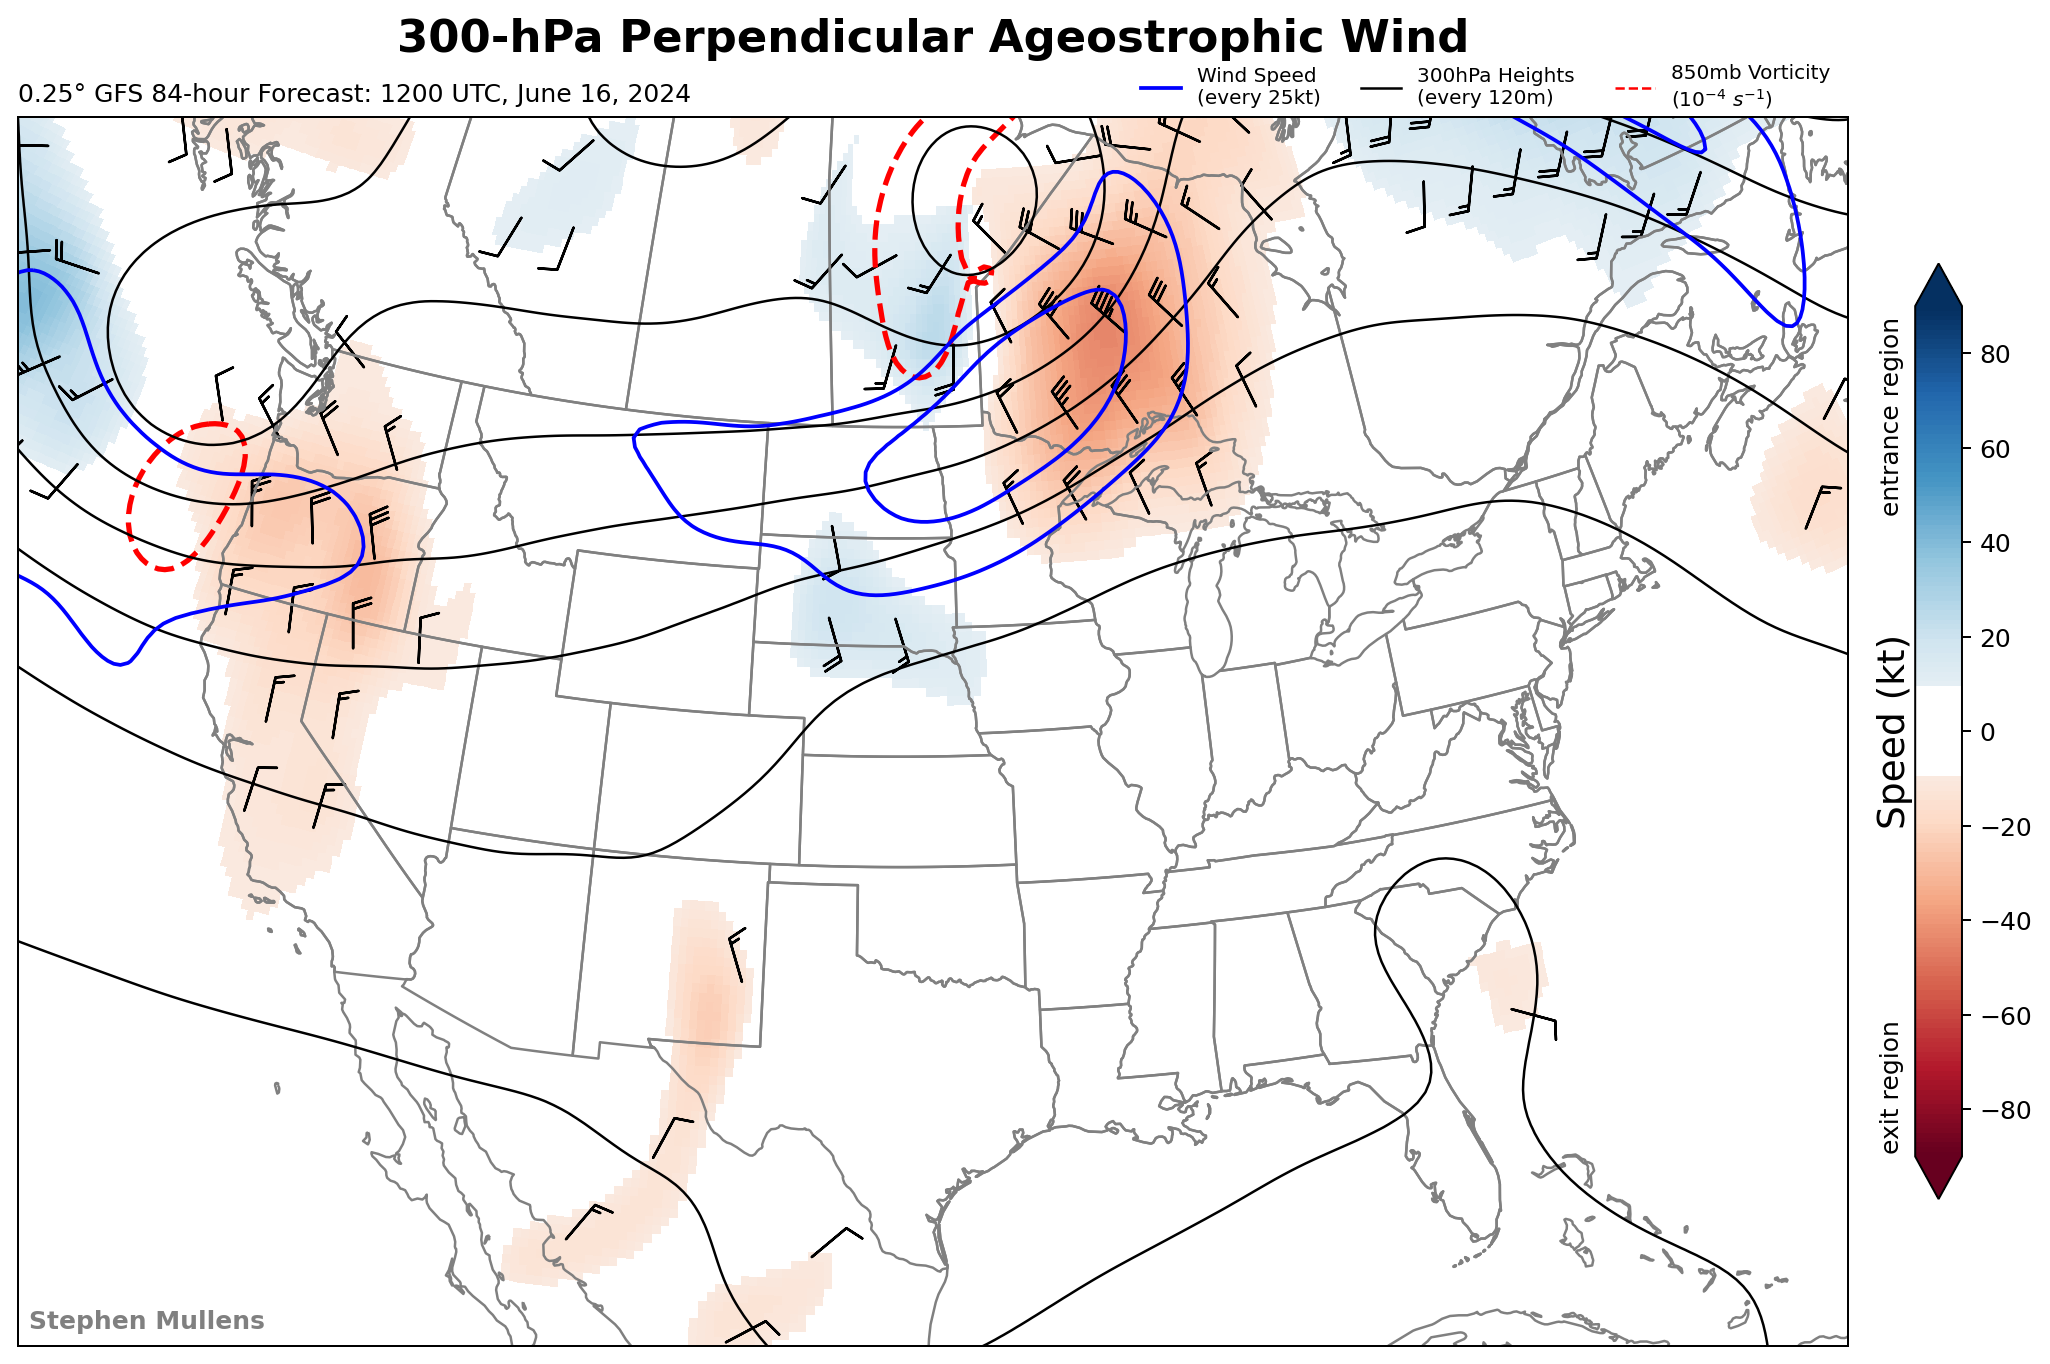 300-hPa Perpendicular Ageostrophic Wind
0.25° GFS 84-hour Forecast: 1200 UTC, June 16, 2024
Wind Speed
(every 25kt)
300hPa Heights
(every 120m)
850mb Vorticity
(10⁻⁴ s⁻¹)
entrance region
Speed (kt)
exit region
80
60
40
20
0
−20
−40
−60
−80
Stephen Mullens